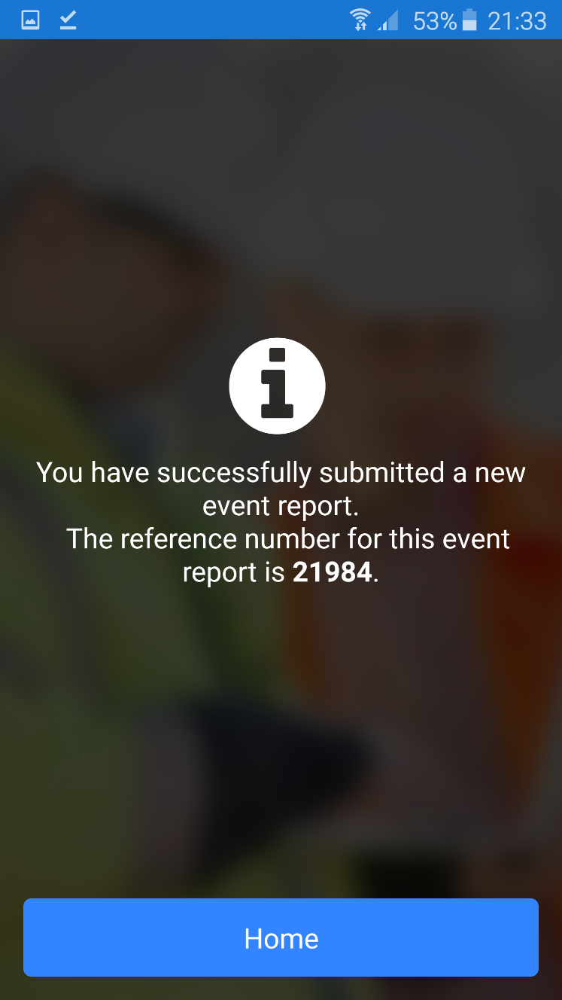 53% 21:33
You have successfully submitted a new
event report.
The reference number for this event
report is 21984.
Home